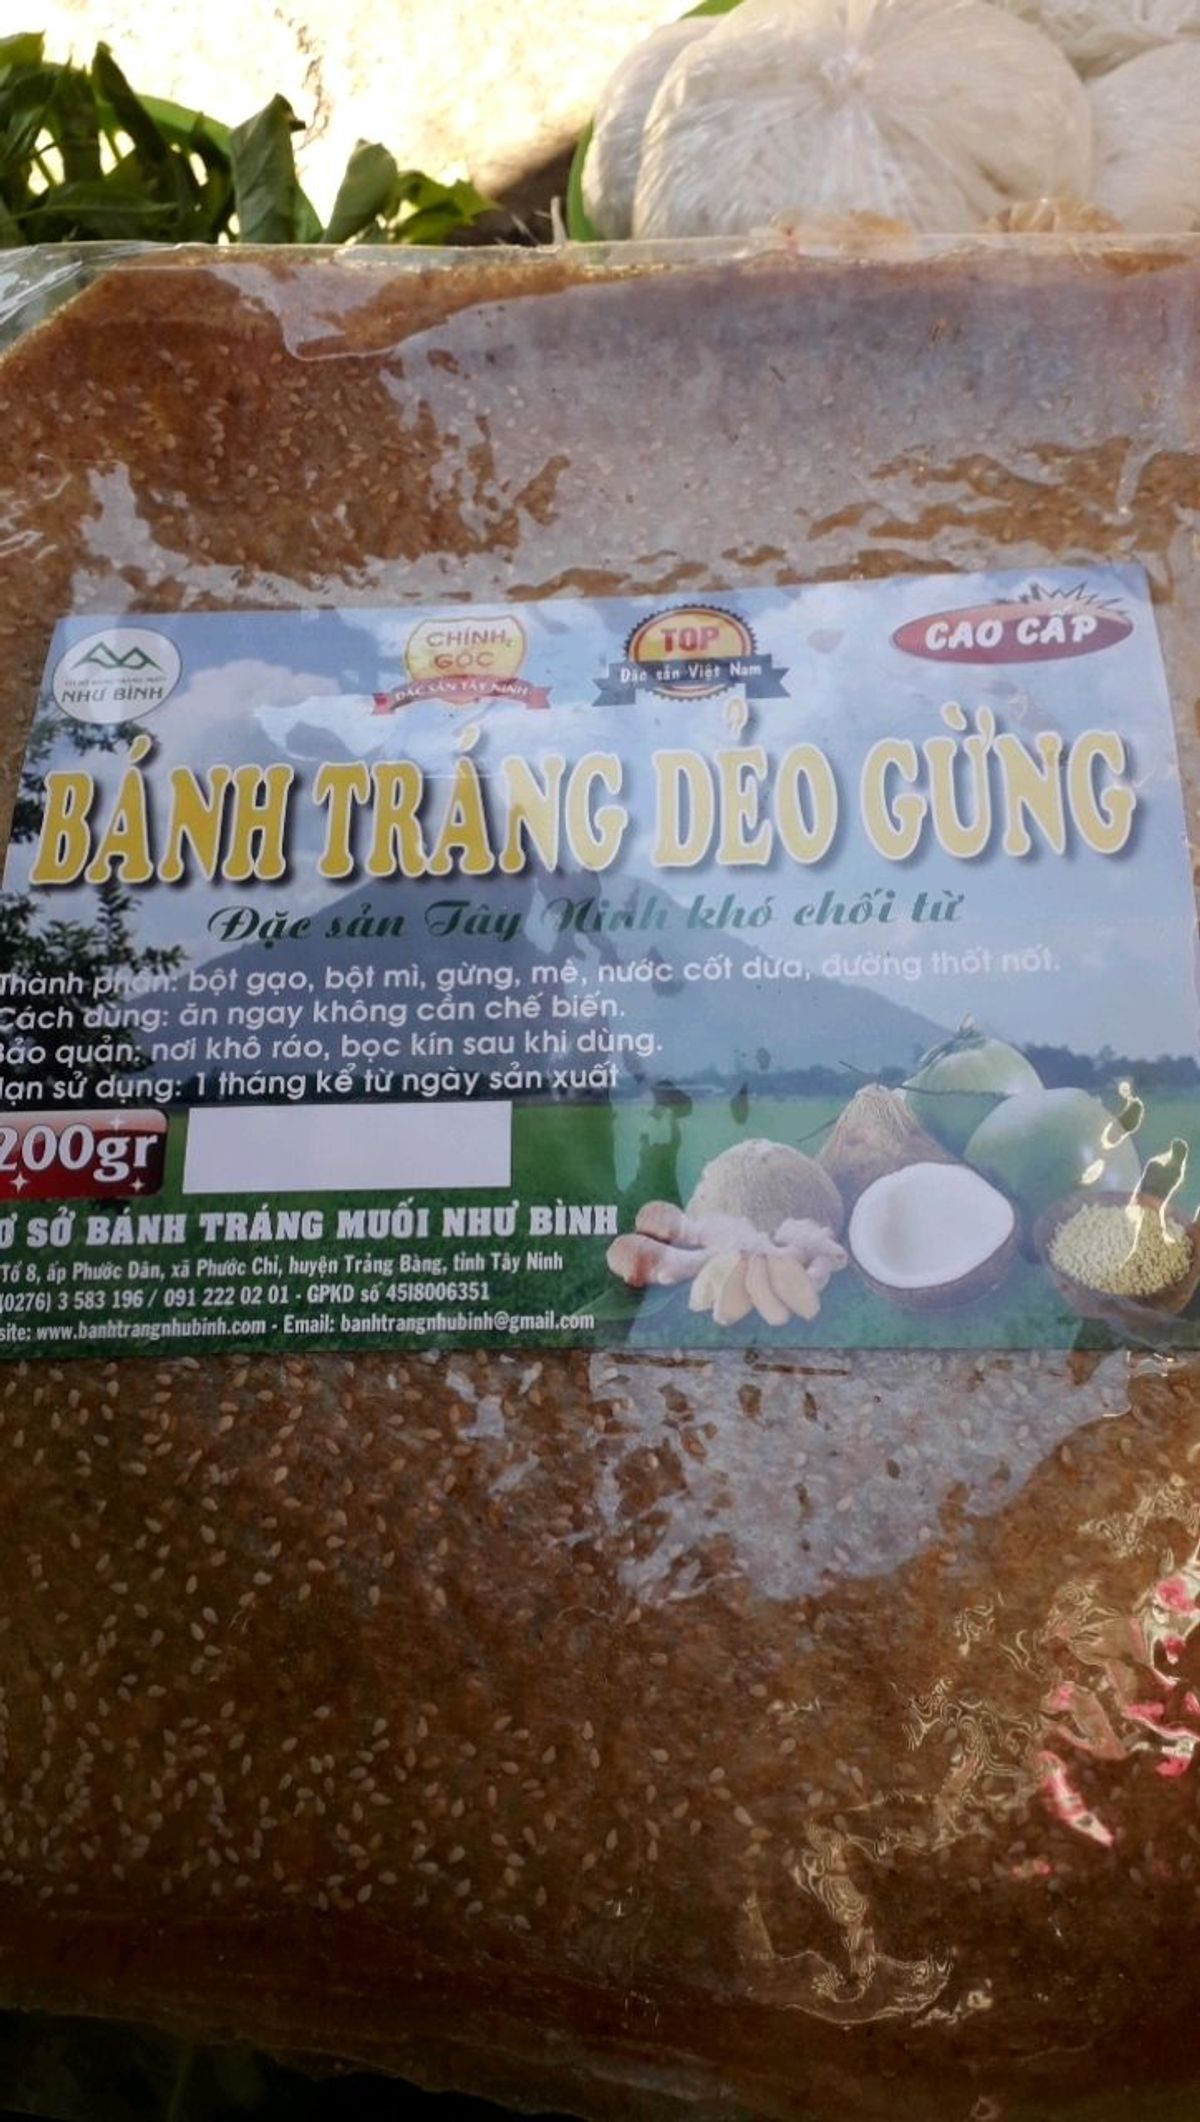 NHƯ BÌNH
CHÍNH GỐC
ĐẶC SẢN TÂY NINH
TOP
Đặc sản Việt Nam
CAO CẤP
BÁNH TRÁNG DẺO GỪNG
Đặc sản Tây Ninh khó chối từ
Thành phần: bột gạo, bột mì, gừng, mè, nước cốt dừa, đường thốt nốt.
Cách dùng: ăn ngay không cần chế biến.
Bảo quản: nơi khô ráo, bọc kín sau khi dùng.
ạn sử dụng: 1 tháng kể từ ngày sản xuất
200gr
Ơ SỞ BÁNH TRÁNG MUỐI NHƯ BÌNH
Tổ 8, ấp Phước Dân, xã Phước Chỉ, huyện Trảng Bàng, tỉnh Tây Ninh
(0276) 3 583 196 / 091 222 02 01 - GPKD số 45I8006351
site: www.banhtrangnhubinh.com - Email: banhtrangnhubinh@gmail.com